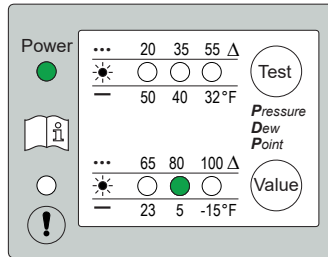 Power
... 20 35 55 Δ
Test
— 50 40 32°F
Pressure
Dew
Point
i
... 65 80 100 Δ
Value
— 23 5 -15°F
!